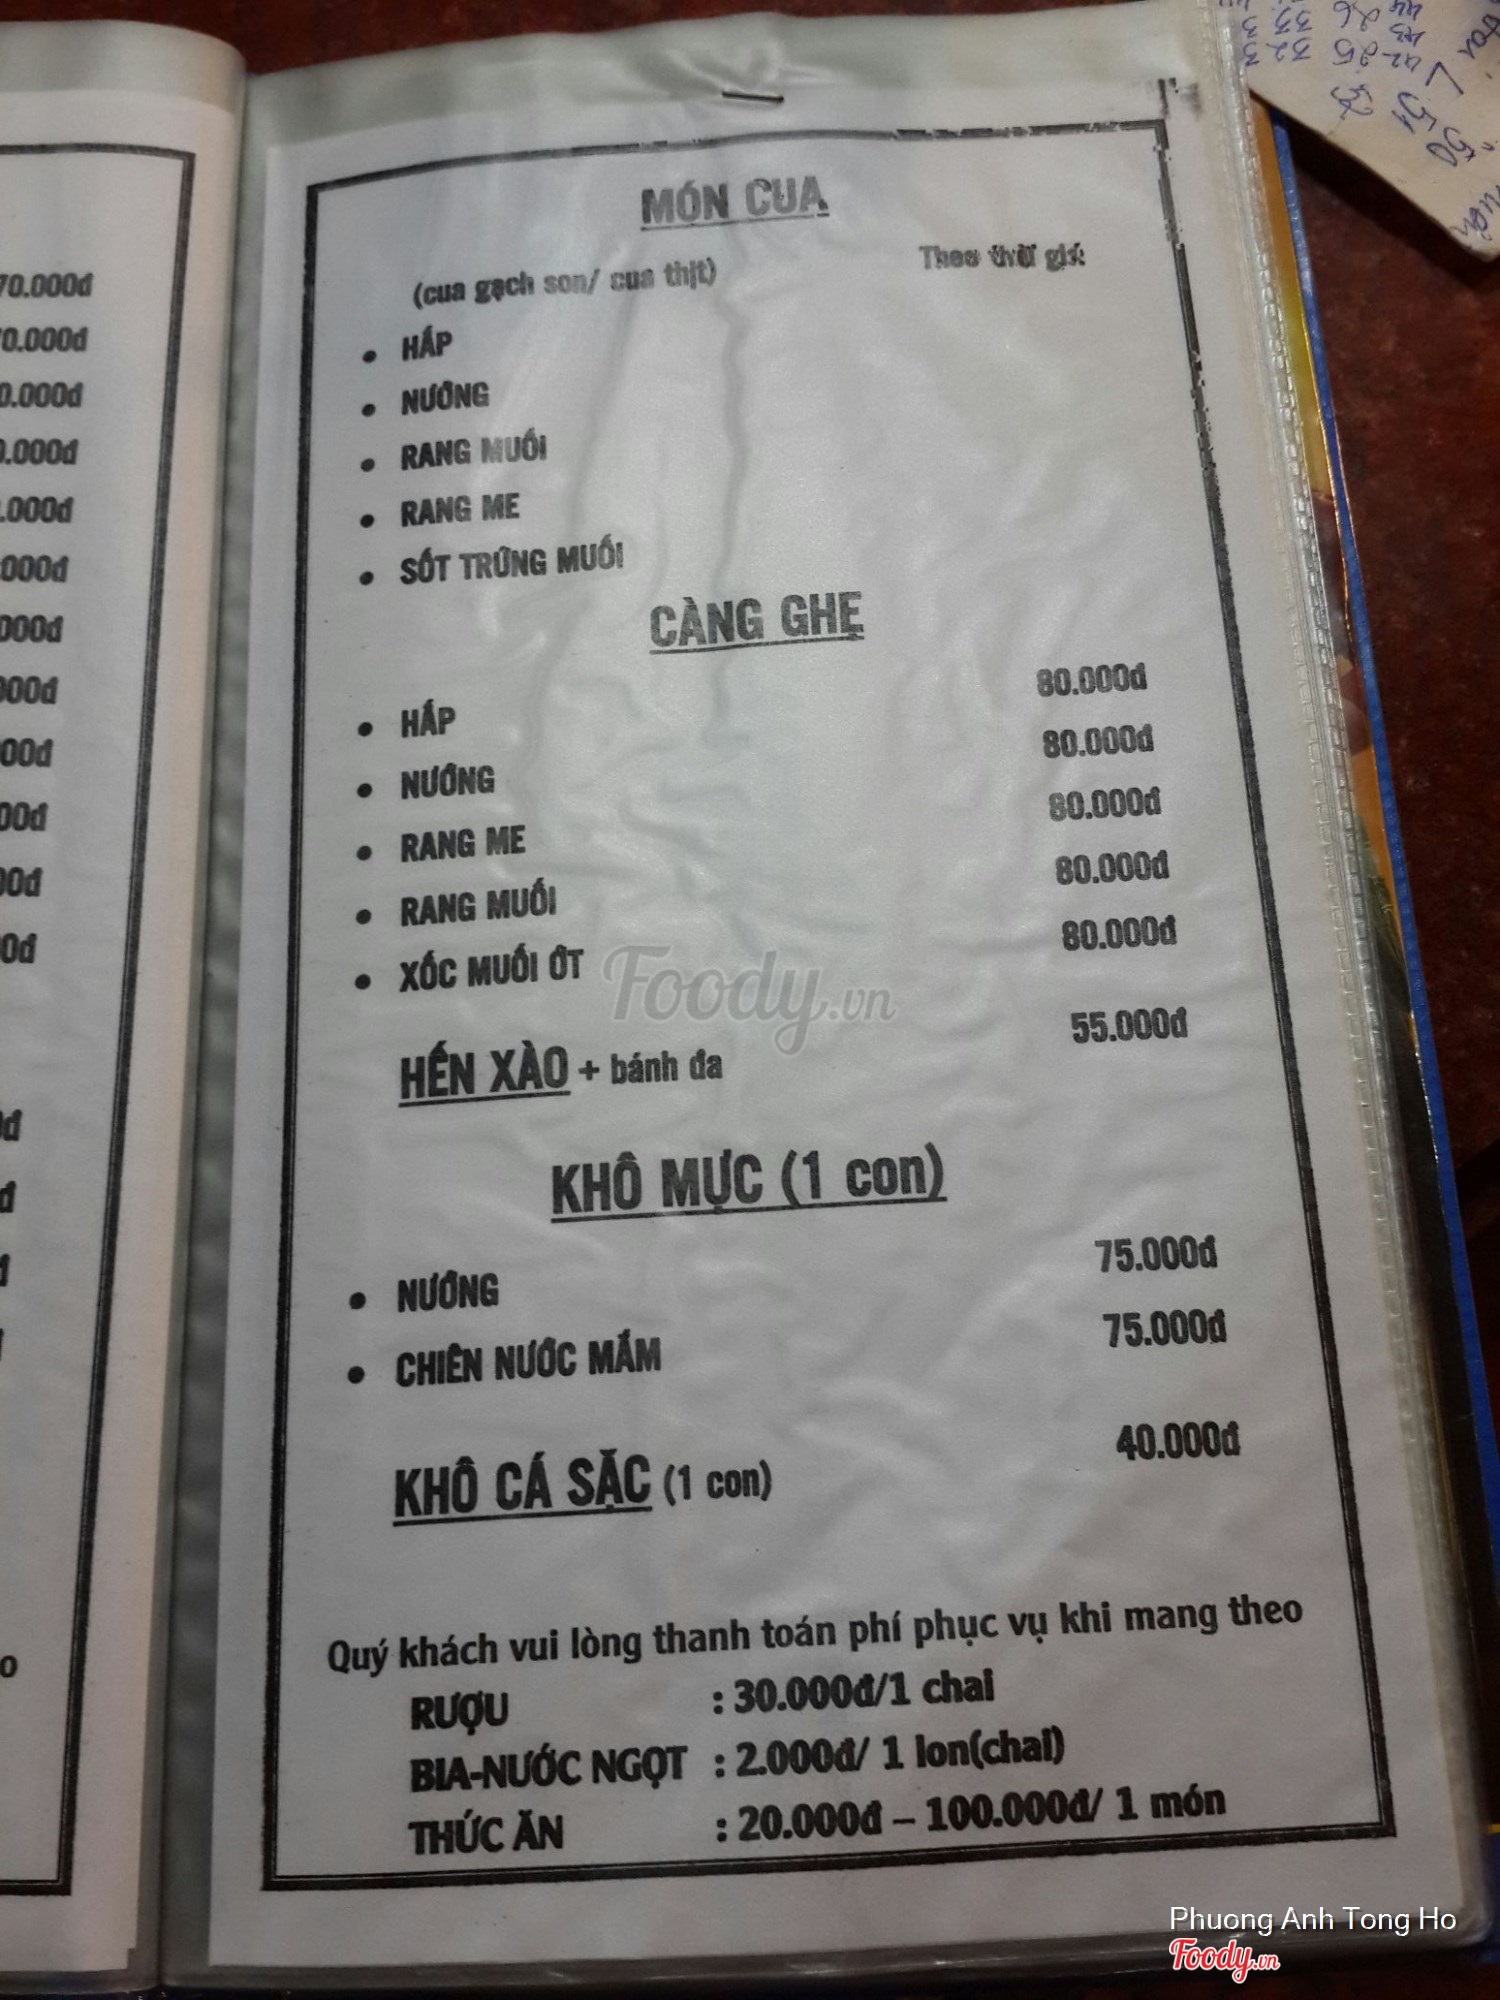 MÓN CUA
(cua gạch son/ cua thịt) Theo thời giá
• HẤP
• NƯỚNG
• RANG MUỐI
• RANG ME
• SỐT TRỨNG MUỐI
CÀNG GHẸ
• HẤP 80.000đ
• NƯỚNG 80.000đ
• RANG ME 80.000đ
• RANG MUỐI 80.000đ
• XÓC MUỐI ỚT 80.000đ
HẾN XÀO + bánh đa 55.000đ
KHÔ MỰC (1 con)
• NƯỚNG 75.000đ
• CHIÊN NƯỚC MẮM 75.000đ
KHÔ CÁ SẶC (1 con) 40.000đ
Quý khách vui lòng thanh toán phí phục vụ khi mang theo
RƯỢU : 30.000đ/1 chai
BIA-NƯỚC NGỌT : 2.000đ/ 1 lon(chai)
THỨC ĂN : 20.000đ – 100.000đ/ 1 món
Foody.vn
Phuong Anh Tong Ho
Foody.vn